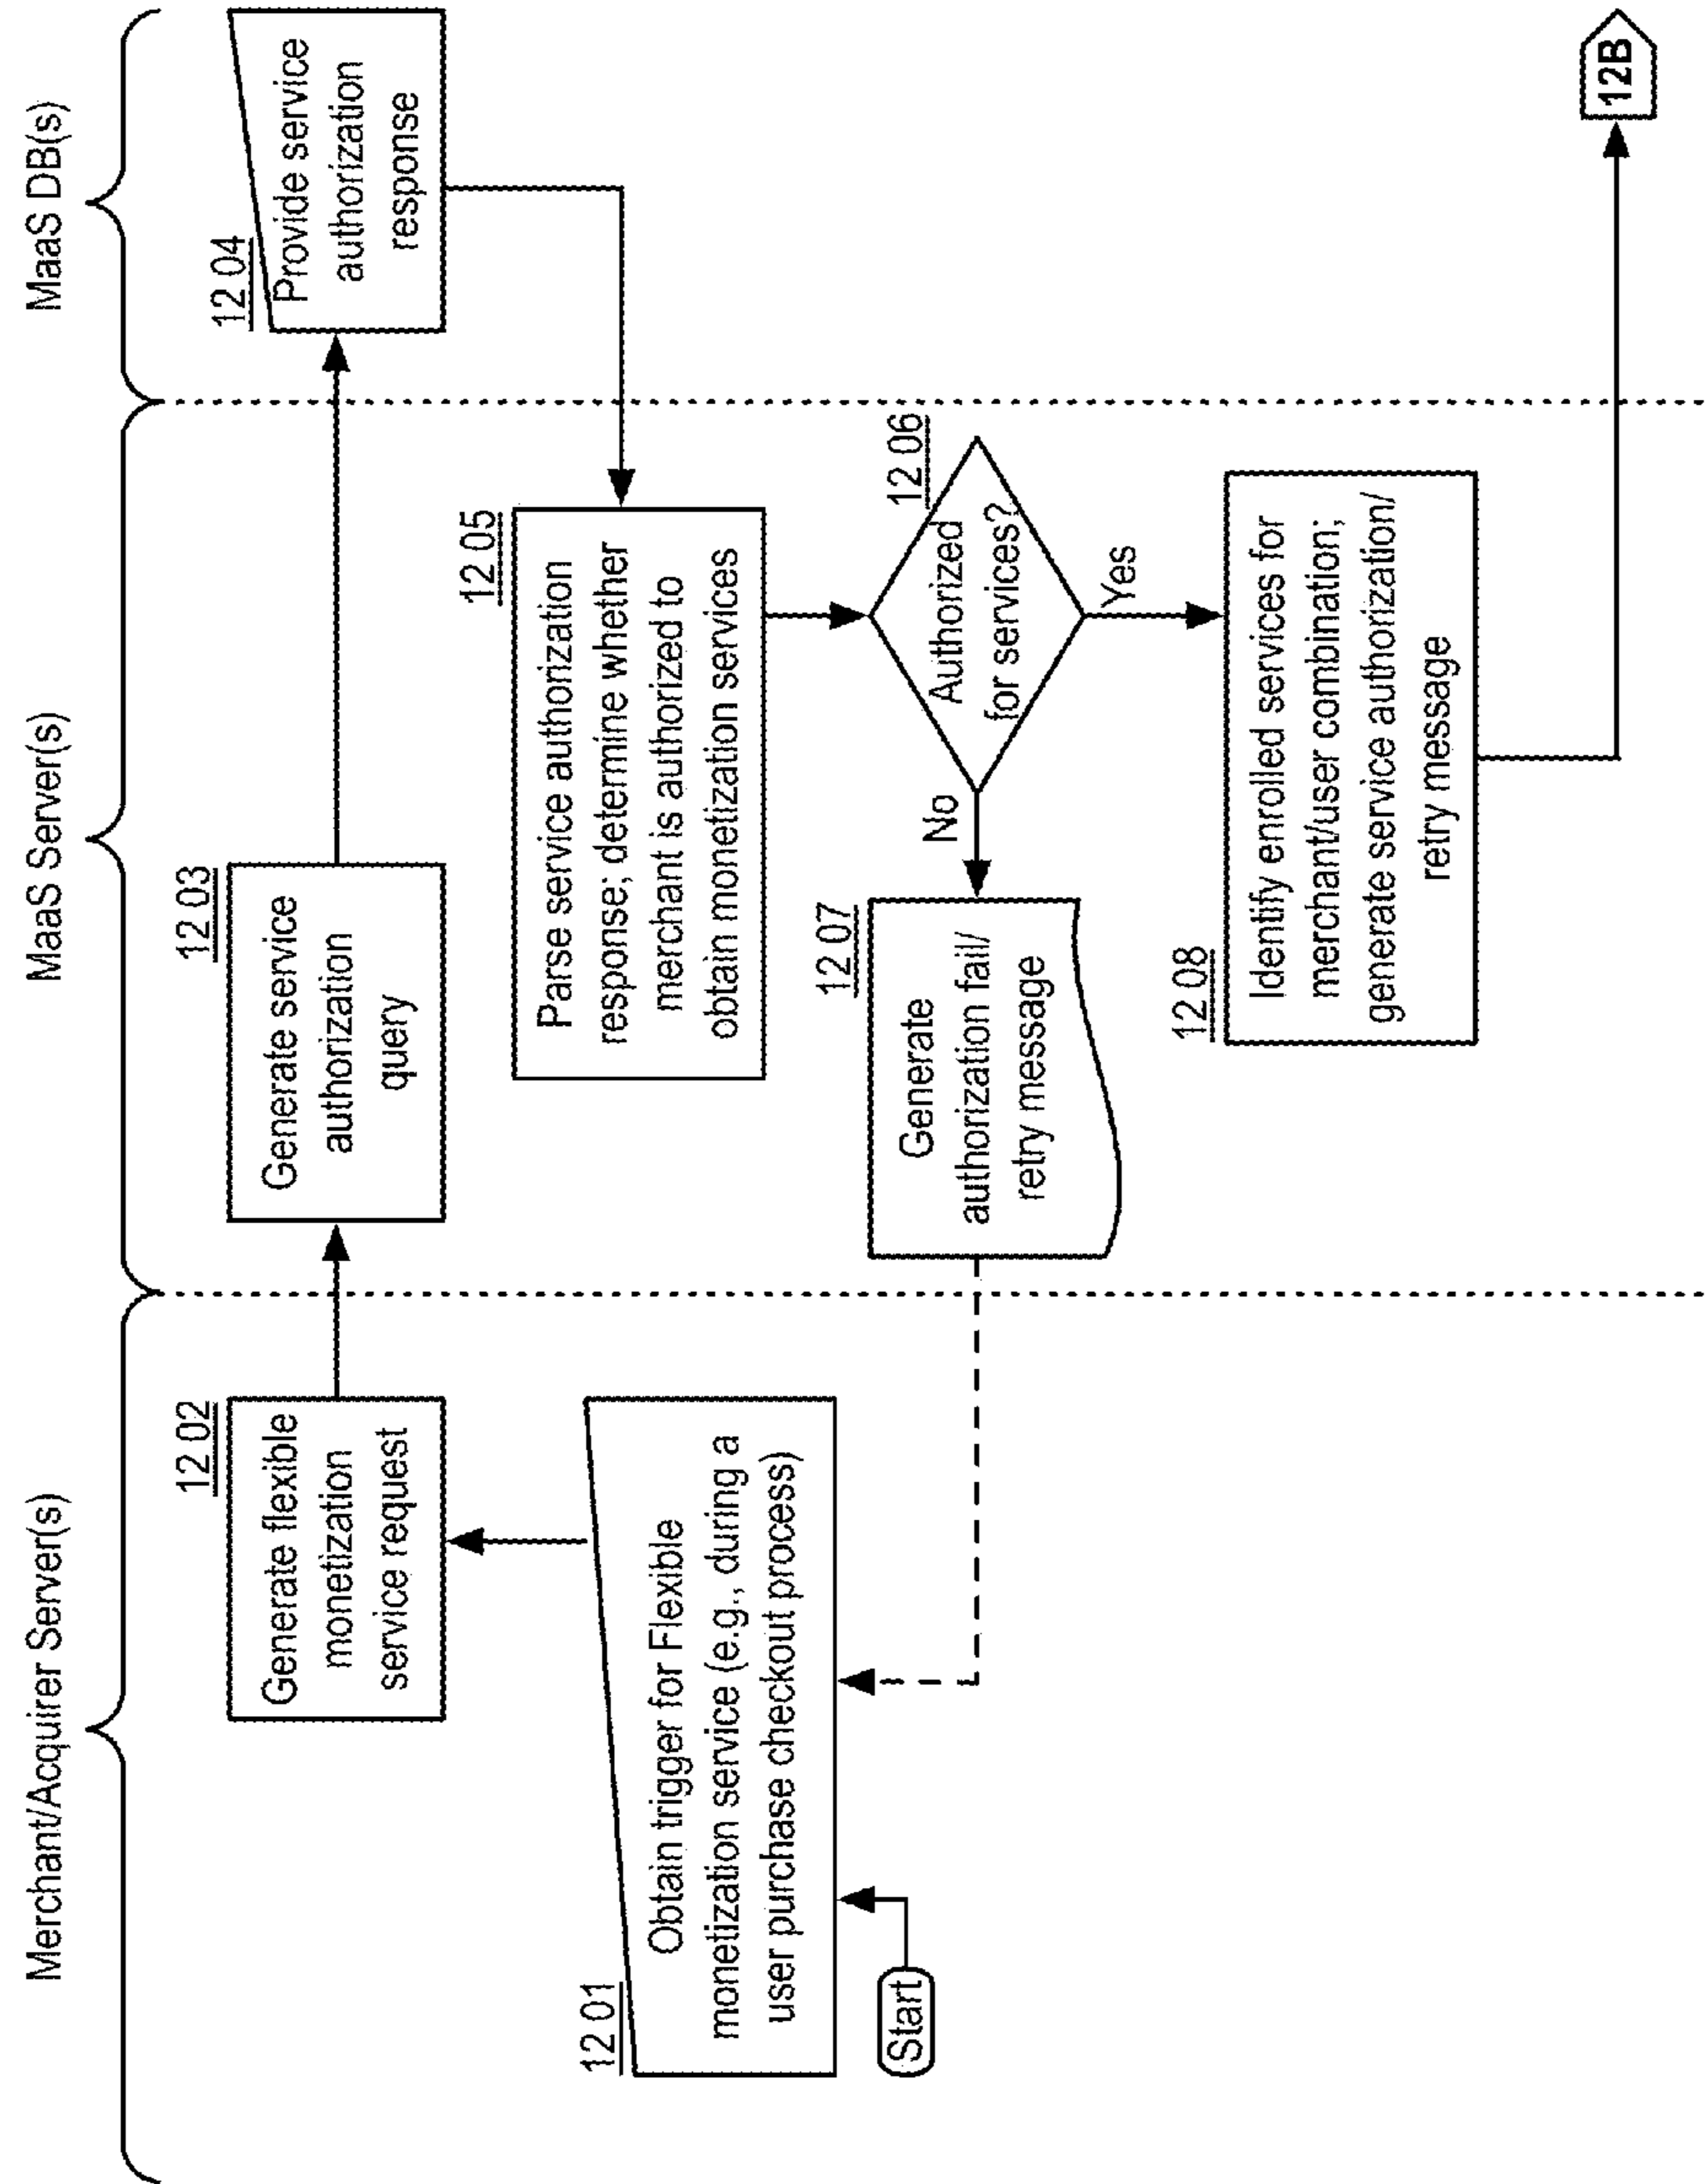 Merchant/Acquirer Server(s)
MaaS Server(s)
MaaS DB(s)
Start
12 01
Obtain trigger for Flexible
monetization service (e.g., during a
user purchase checkout process)
12 02
Generate flexible
monetization
service request
12 03
Generate service
authorization
query
12 04
Provide service
authorization
response
12 05
Parse service authorization
response; determine whether
merchant is authorized to
obtain monetization services
12 06
Authorized
for services?
No
Yes
12 07
Generate
authorization fail/
retry message
12 08
Identify enrolled services for
merchant/user combination;
generate service authorization/
retry message
12B